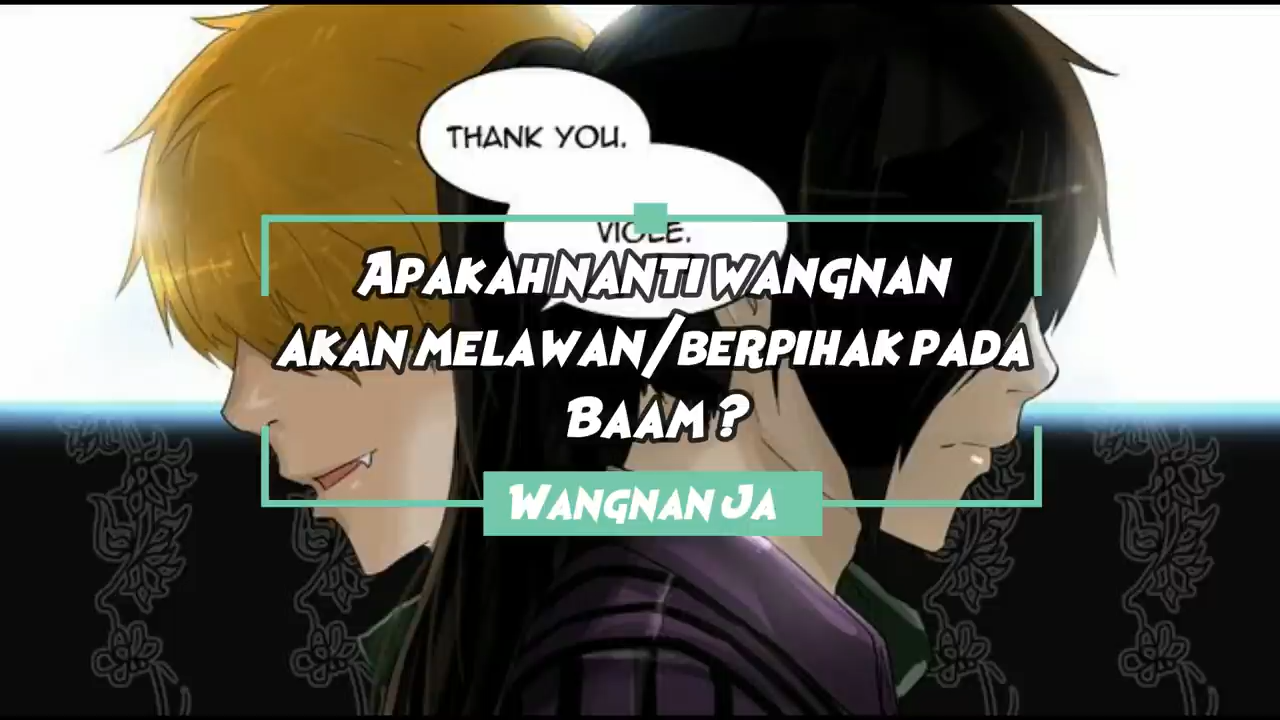 THANK YOU.
VIOLE.
APAKAH NANTI WANGNAN
AKAN MELAWAN/BERPIHAK PADA
BAAM ?
WANGNAN JA